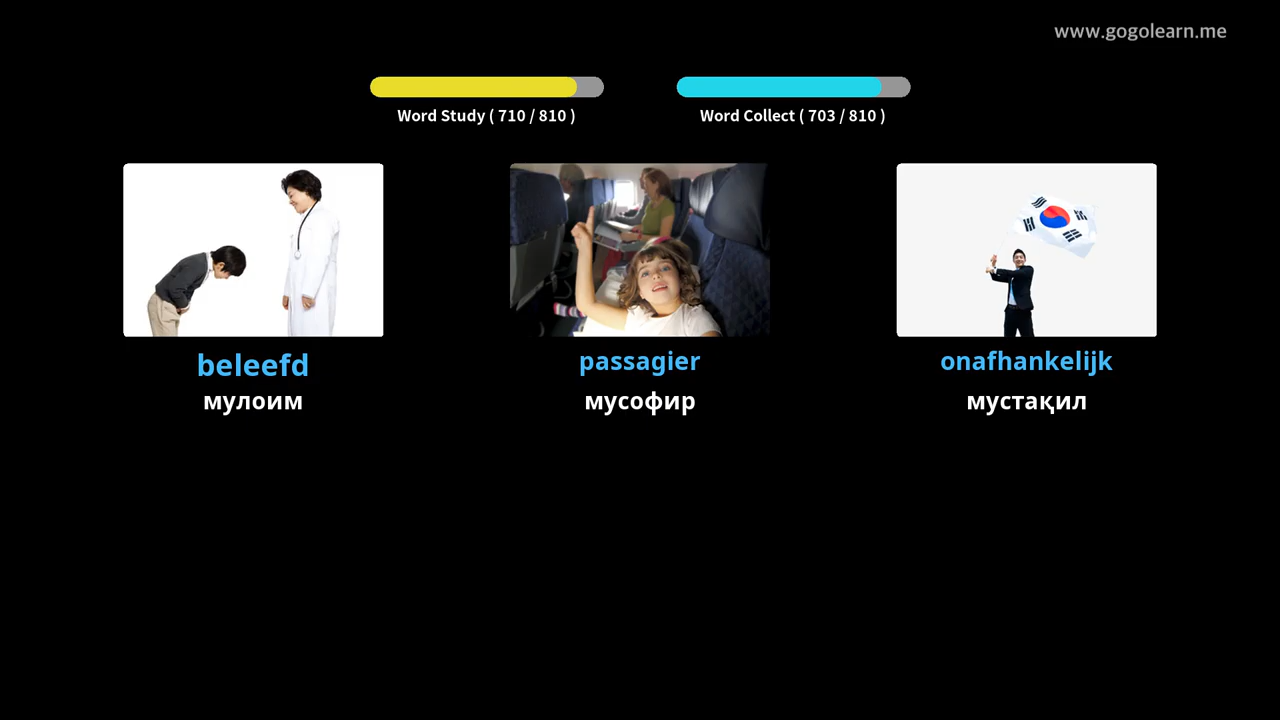 www.gogolearn.me
Word Study ( 710 / 810 )
Word Collect ( 703 / 810 )
beleefd
мулоим
passagier
мусофир
onafhankelijk
мустақил